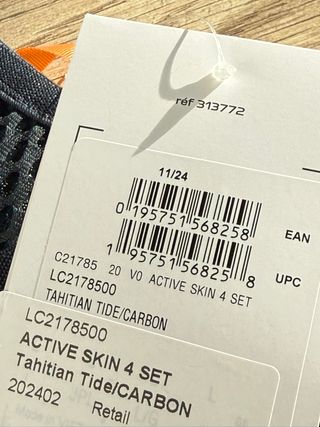 réf 313772
11/24
0 195751 568258
EAN
1 95751 56825 8
UPC
C21785 20 V0 ACTIVE SKIN 4 SET
LC2178500
TAHITIAN TIDE/CARBON
LC2178500
ACTIVE SKIN 4 SET
Tahitian Tide/CARBON
202402 Retail